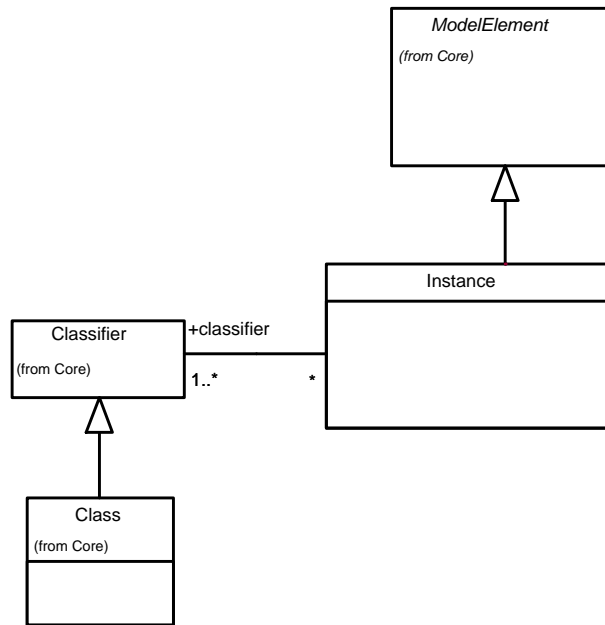 ModelElement
(from Core)
Instance
Classifier
(from Core)
+classifier
1..*
*
Class
(from Core)